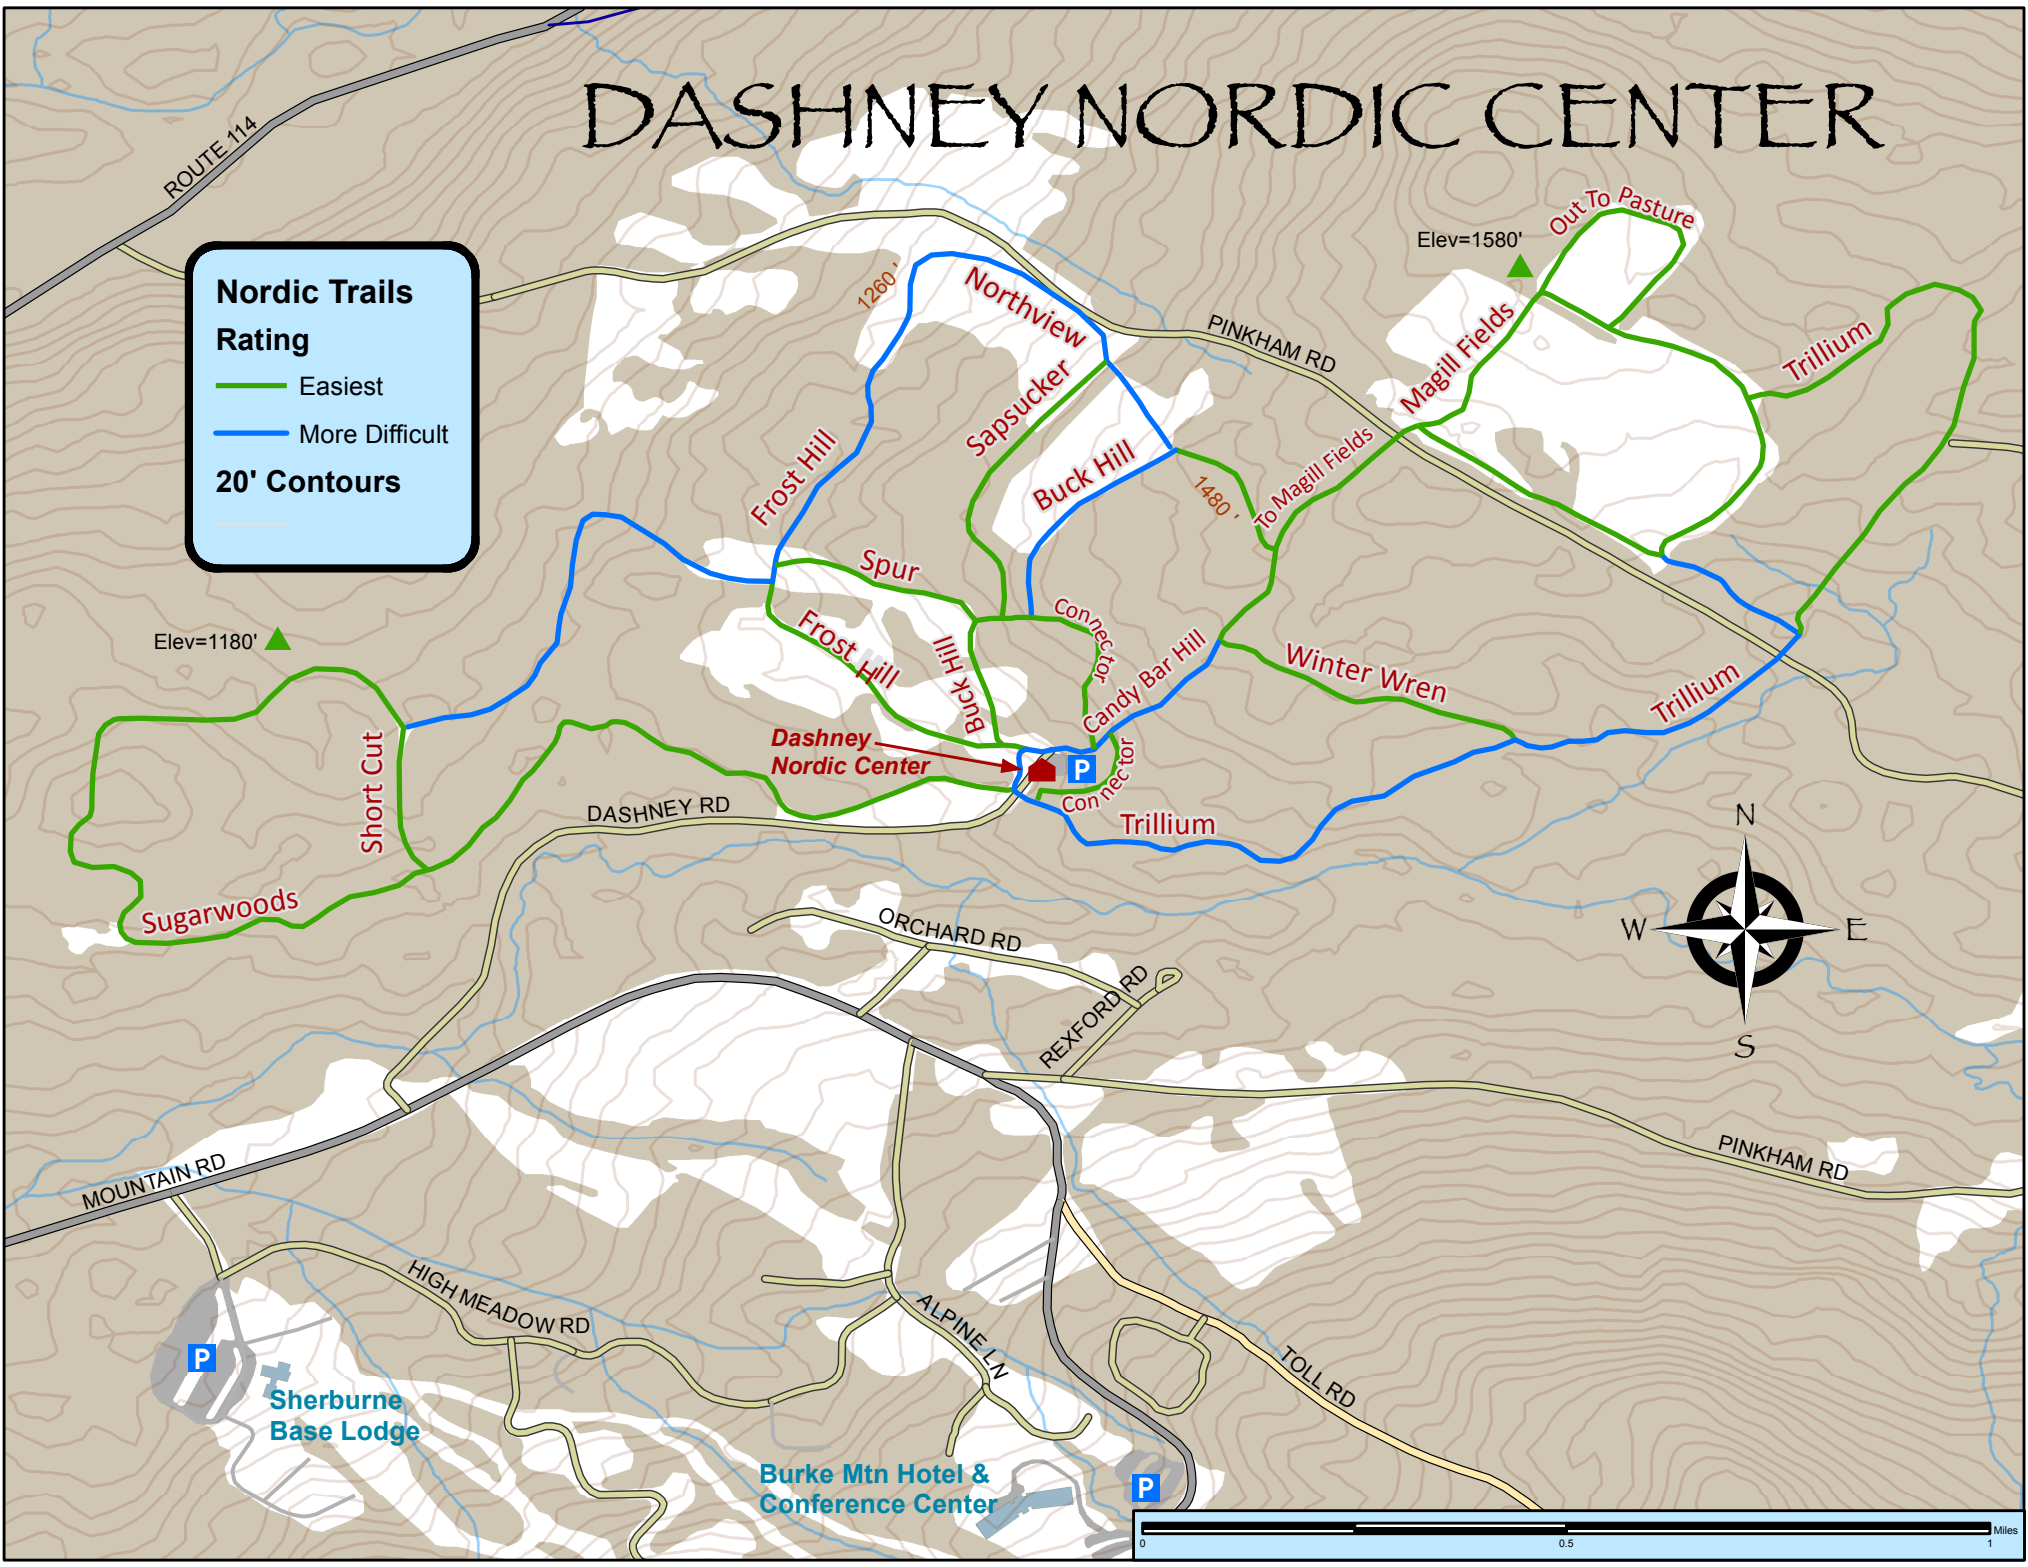 DASHNEY NORDIC CENTER
ROUTE 114
Nordic Trails
Rating
Easiest
More Difficult
20' Contours
Out To Pasture
Elev=1580'
1260 '
Northview
PINKHAM RD
Magill Fields
Trillium
Sapsucker
Frost Hill
Buck Hill
1480 '
To Magill Fields
Spur
Connector
Frost Hill
Buck Hill
Candy Bar Hill
Winter Wren
Elev=1180'
Trillium
Short Cut
Dashney
Nordic Center
P
Connector
DASHNEY RD
Trillium
Sugarwoods
N
W
E
S
ORCHARD RD
REXFORD RD
MOUNTAIN RD
PINKHAM RD
HIGH MEADOW RD
ALPINE LN
TOLL RD
P
Sherburne
Base Lodge
Burke Mtn Hotel &
Conference Center
P
Miles
0
0.5
1